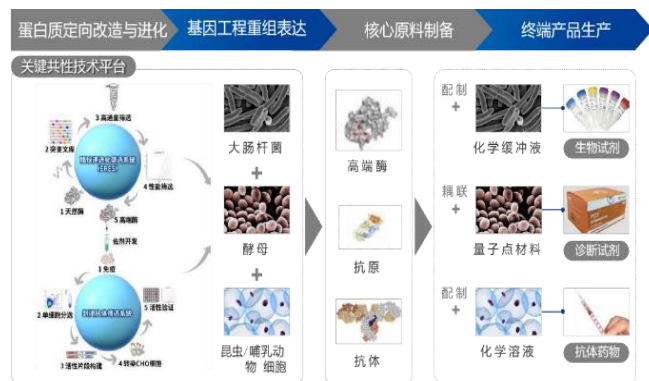 蛋白质定向改造与进化
基因工程重组表达
核心原料制备
终端产品生产
关键共性技术平台
3 高通量筛选
2 突变文库
(ERES)
4 性能筛选
1 天然酶
5 高端酶
1 免疫
2 单细胞分选
5 活性验证
3 活性片段构建
4 转染CHO细胞
大肠杆菌
+
酵母
+
昆虫/哺乳动
物 细胞
高端酶
抗原
抗体
配制
+
化学缓冲液
生物试剂
耦联
+
量子点材料
诊断试剂
配制
+
化学溶液
抗体药物